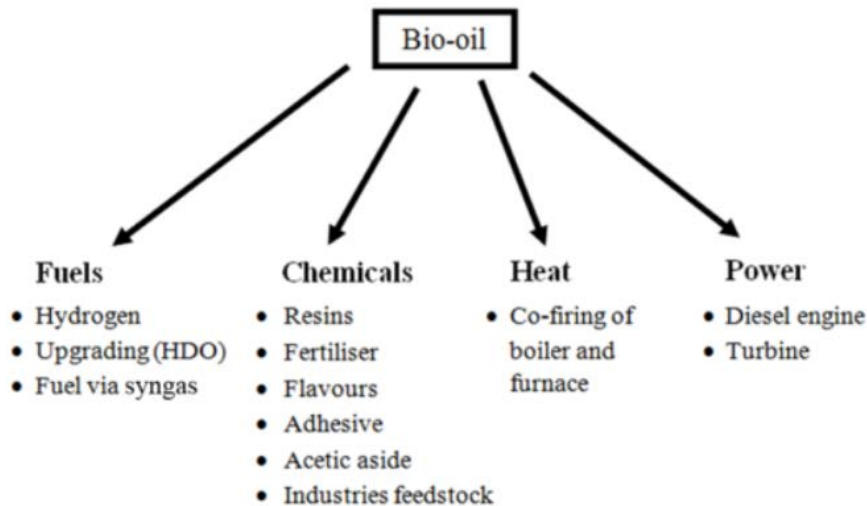 Bio-oil
Fuels
• Hydrogen
• Upgrading (HDO)
• Fuel via syngas
Chemicals
• Resins
• Fertiliser
• Flavours
• Adhesive
• Acetic aside
• Industries feedstock
Heat
• Co-firing of
boiler and
furnace
Power
• Diesel engine
• Turbine